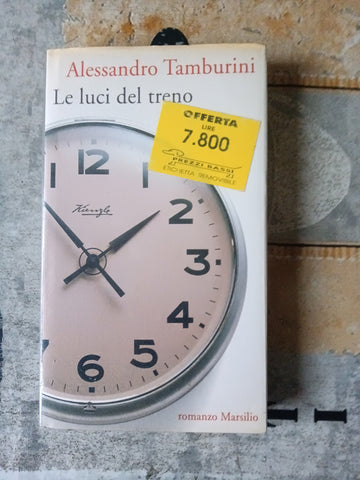 Alessandro Tamburini
Le luci del treno
OFFERTA
LIRE
7.800
PREZZI BASSI
ETICHETTA REMOVIBILE
12
1
2
3
4
5
6
Kienzle
romanzo Marsilio